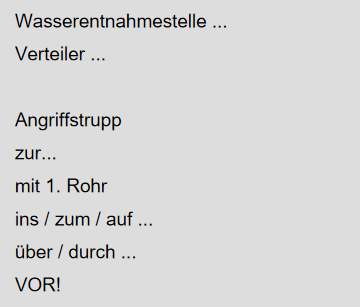 Wasserentnahmestelle ...
Verteiler ...
Angriffstrupp
zur...
mit 1. Rohr
ins / zum / auf ...
über / durch ...
VOR!